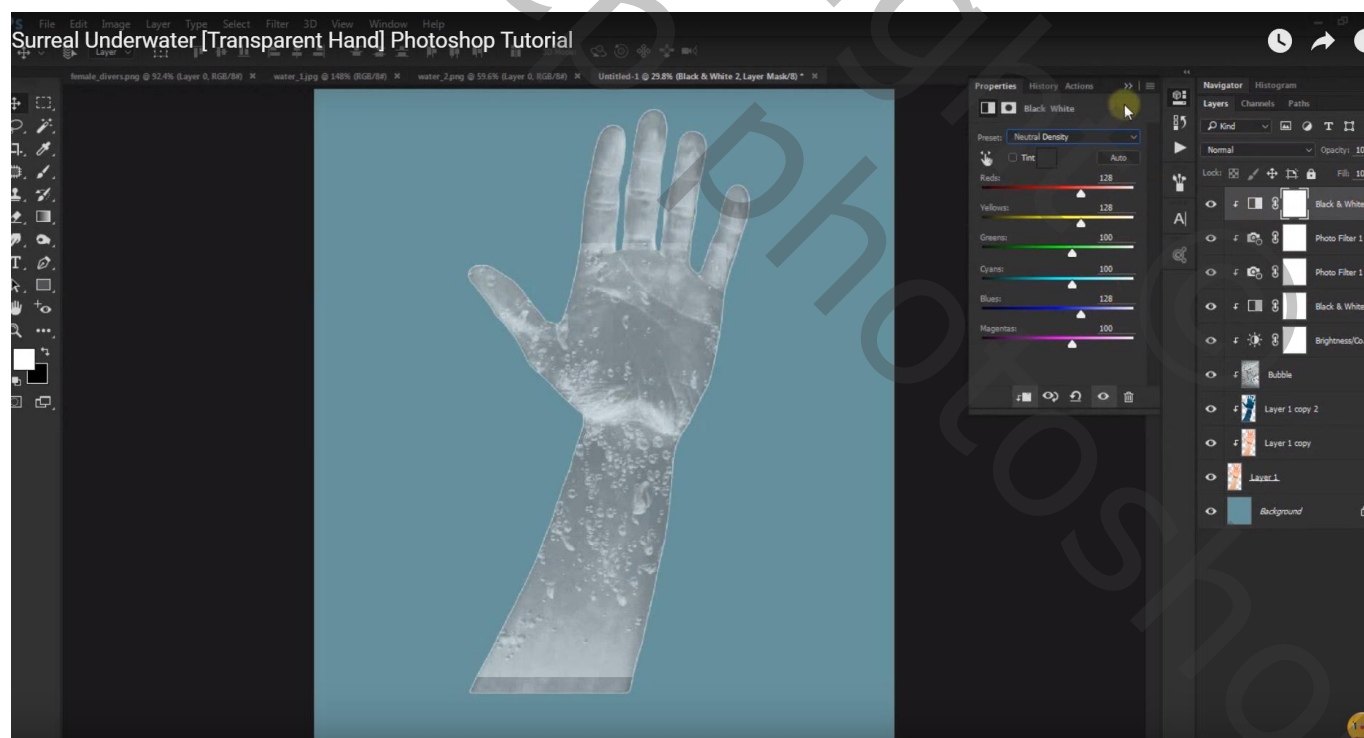 File Edit Image Layer Type Select Filter 3D View Window Help
Surreal Underwater [Transparent Hand] Photoshop Tutorial
Layer
female_divers.png @ 52.4% (Layer 0, RGB/8#) × water_1.jpg @ 148% (RGB/8#) × water_2.png @ 59.6% (Layer 0, RGB/8#) × Untitled-1 @ 29.8% (Black & White 2, Layer Mask/8) * ×
Properties History Actions
Black White
Preset: Neutral Density
Tint Auto
Reds: 128
Yellows: 128
Greens: 100
Cyans: 100
Blues: 128
Magentas: 100
Navigator Histogram
Layers Channels Paths
Kind
Normal Opacity: 10
Lock: Fill: 10
Black & White
Photo Filter 1
Photo Filter 1
Black & White
Brightness/Co.
Bubble
Layer 1 copy 2
Layer 1 copy
Layer 1
Background